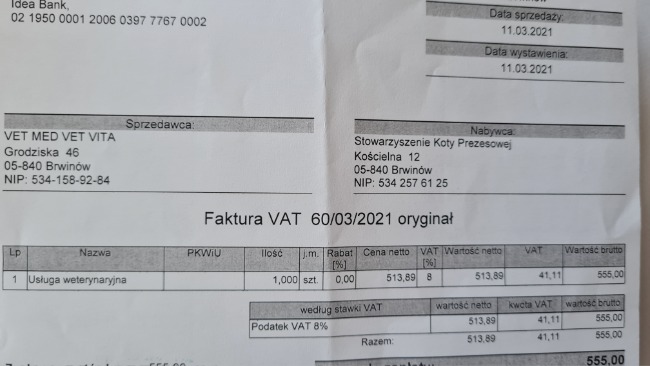 Idea Bank,
02 1950 0001 2006 0397 7767 0002
Data sprzedaży:
11.03.2021
Data wystawienia:
11.03.2021
Sprzedawca:
VET MED VET VITA
Grodziska 46
05-840 Brwinów
NIP: 534-158-92-84
Nabywca:
Stowarzyszenie Koty Prezesowej
Kościelna 12
05-840 Brwinów
NIP: 534 257 61 25
Faktura VAT 60/03/2021 oryginał
Lp Nazwa PKWiU Ilość j.m. Rabat [%] Cena netto VAT [%] Wartość netto VAT Wartość brutto
1 Usługa weterynaryjna 1,000 szt. 0,00 513,89 8 513,89 41,11 555,00
według stawki VAT wartość netto kwota VAT wartość brutto
Podatek VAT 8% 513,89 41,11 555,00
Razem: 513,89 41,11 555,00
555,00